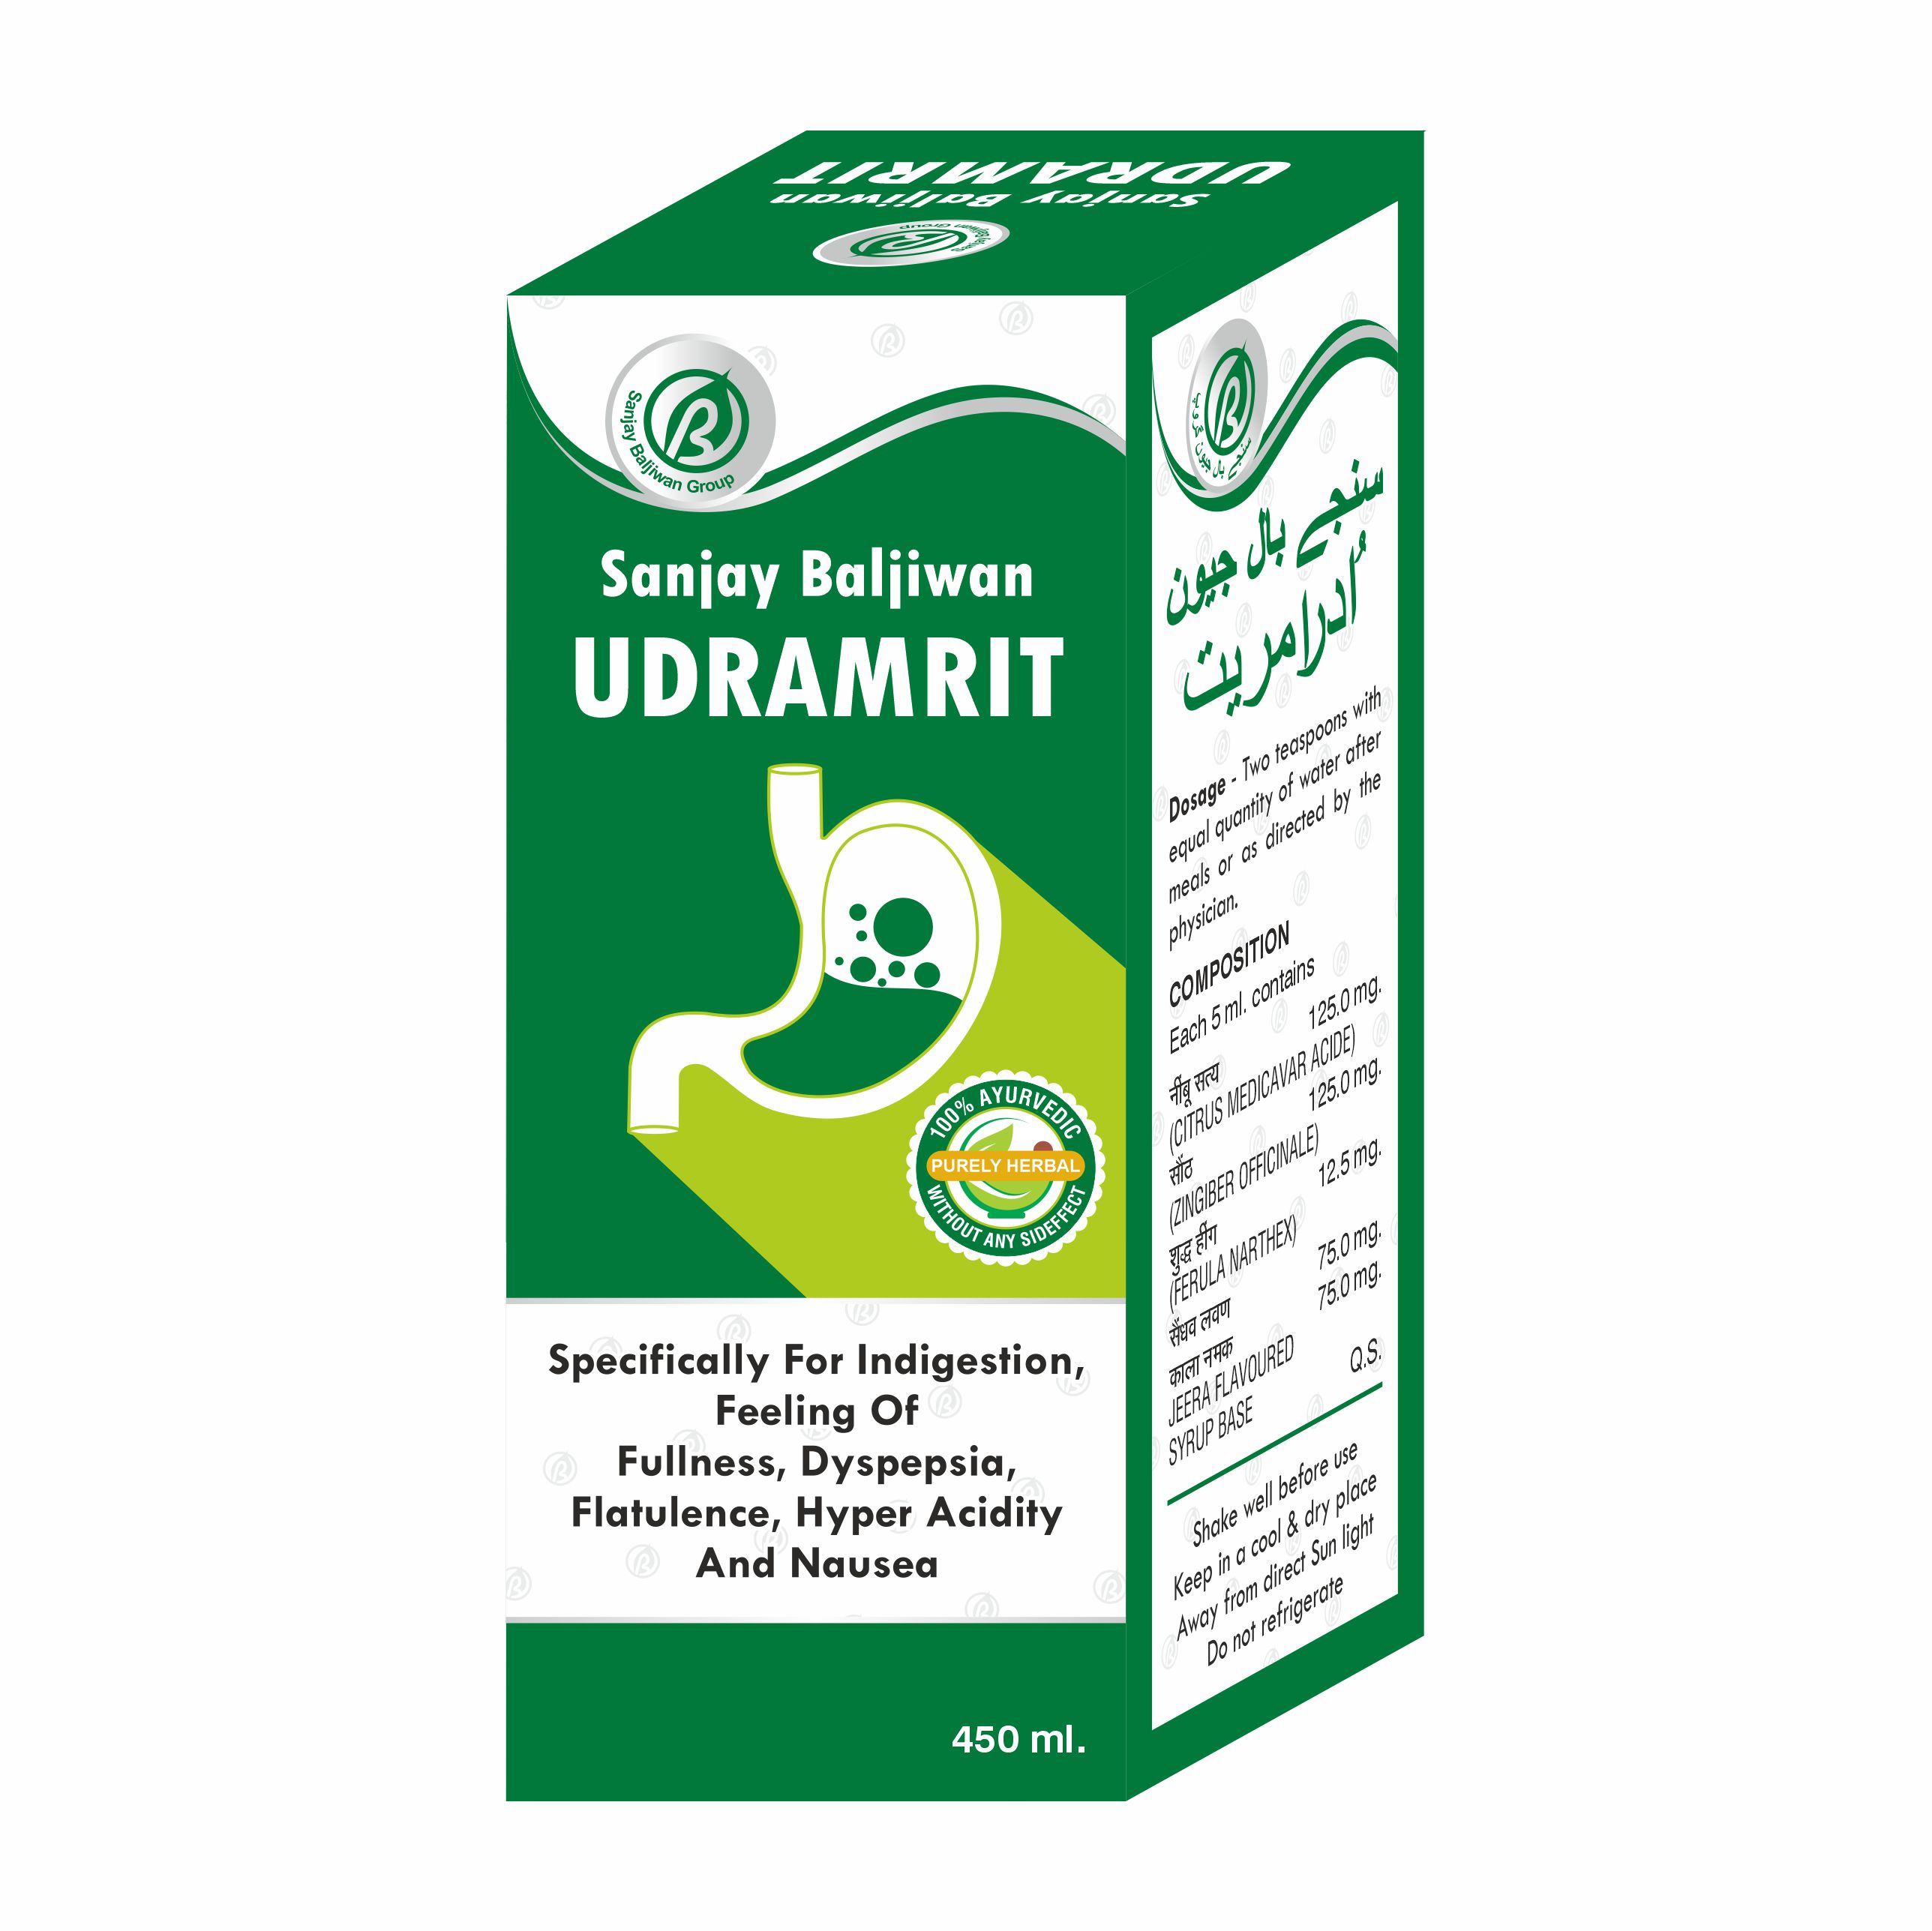 UDRAMRIT
Sanjay Baljiwan
Sanjay Baljiwan Group
Sanjay Baljiwan
UDRAMRIT
100% AYURVEDIC
PURELY HERBAL
WITHOUT ANY SIDEFFECT
Specifically For Indigestion,
Feeling Of
Fullness, Dyspepsia,
Flatulence, Hyper Acidity
And Nausea
450 ml.
سنجے بال جیون گروپ
سنجے بال جیون
اُدرامریت
Dosage - Two teaspoons with
equal quantity of water after
meals or as directed by the
physician.
COMPOSITION
Each 5 ml. contains
नींबू सत्य 125.0 mg.
(CITRUS MEDICAVAR ACIDE)
सौंठ 125.0 mg.
(ZINGIBER OFFICINALE)
शुद्ध हींग 12.5 mg.
(FERULA NARTHEX)
सैंधव लवण 75.0 mg.
काला नमक 75.0 mg.
JEERA FLAVOURED
SYRUP BASE Q.S.
Shake well before use
Keep in a cool & dry place
Away from direct Sun light
Do not refrigerate